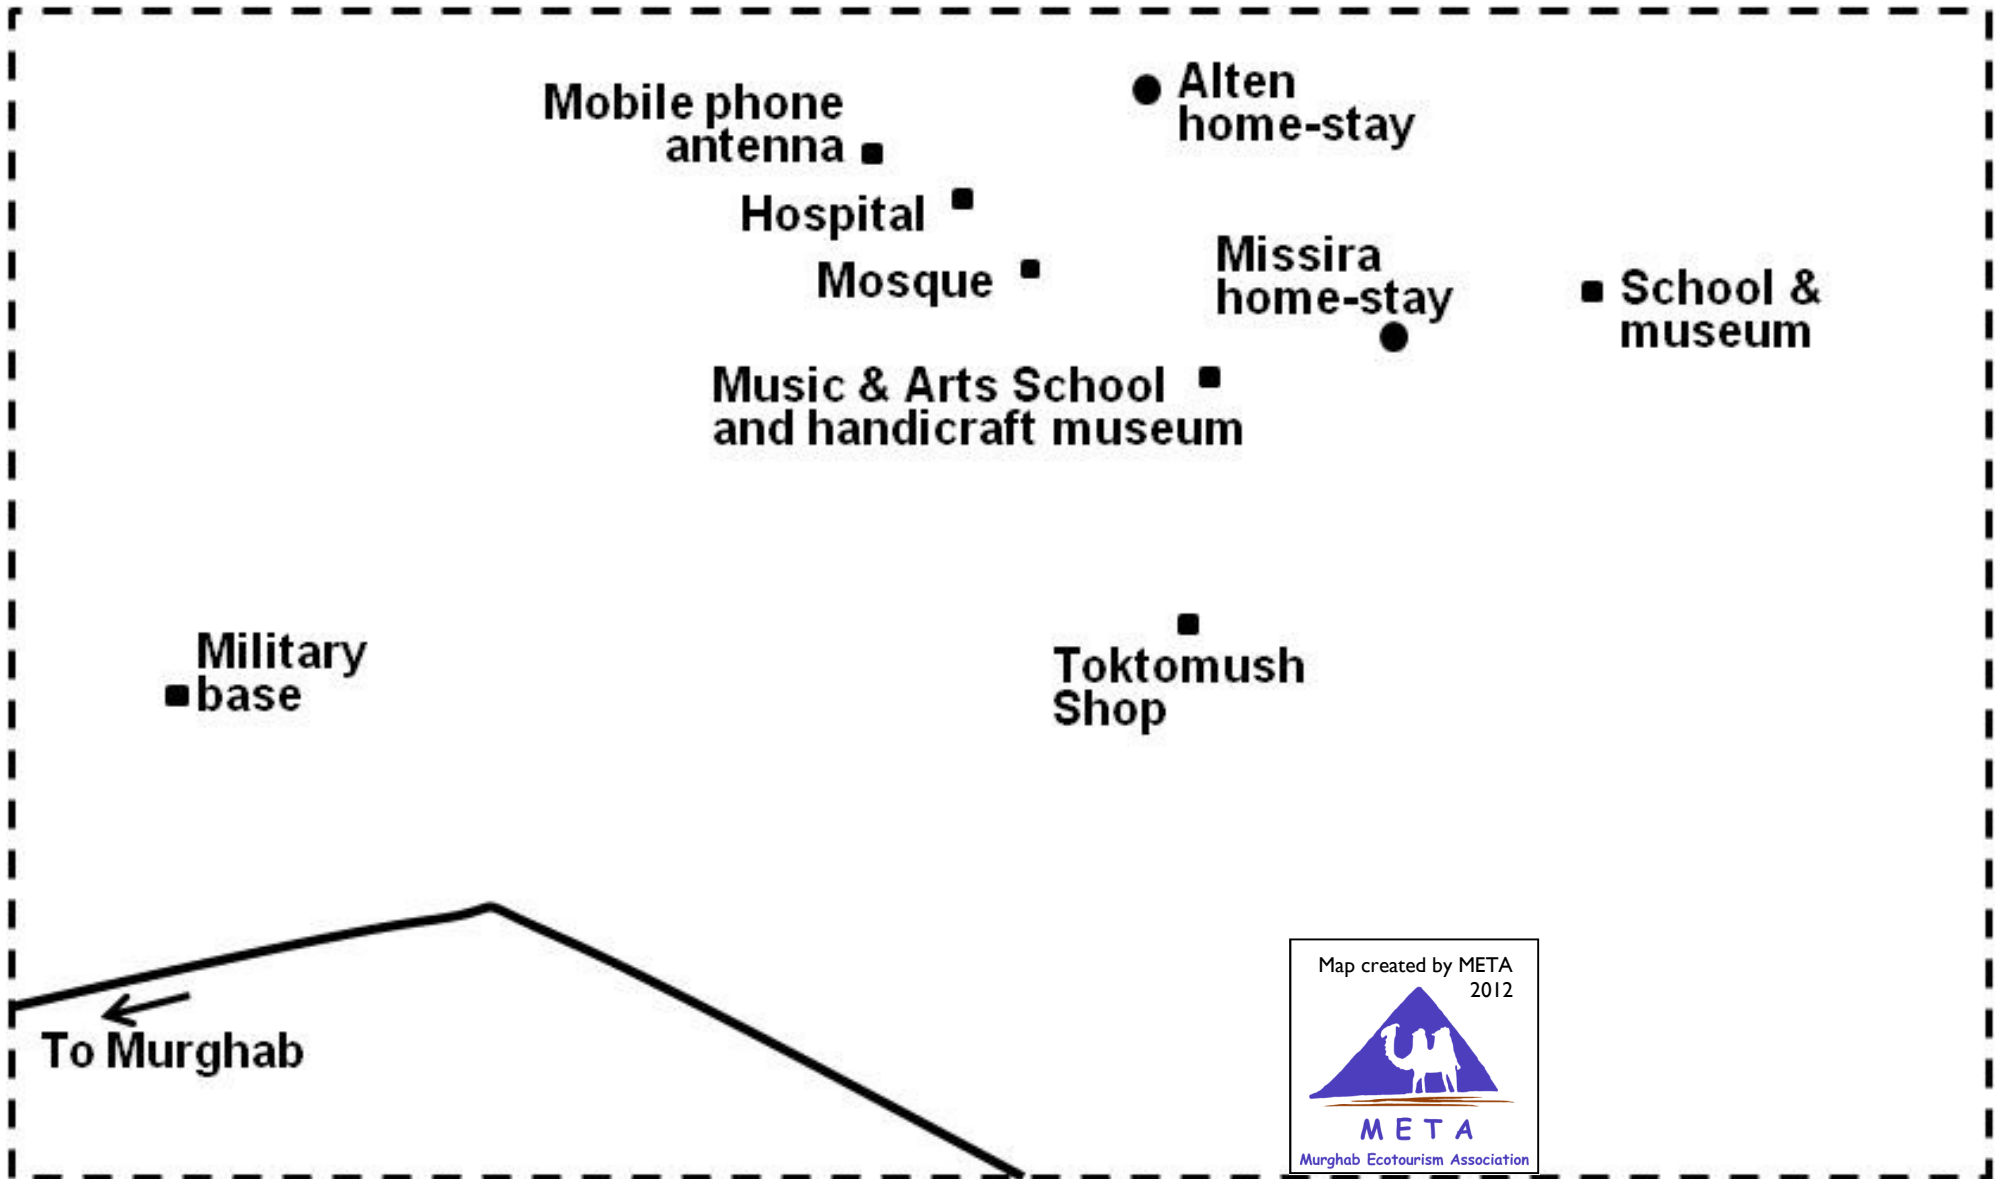 Alten
home-stay
Mobile phone
antenna
Hospital
Missira
home-stay
Mosque
School &
museum
Music & Arts School
and handicraft museum
Military
base
Toktomush
Shop
To Murghab
Map created by META
2012
META
Murghab Ecotourism Association